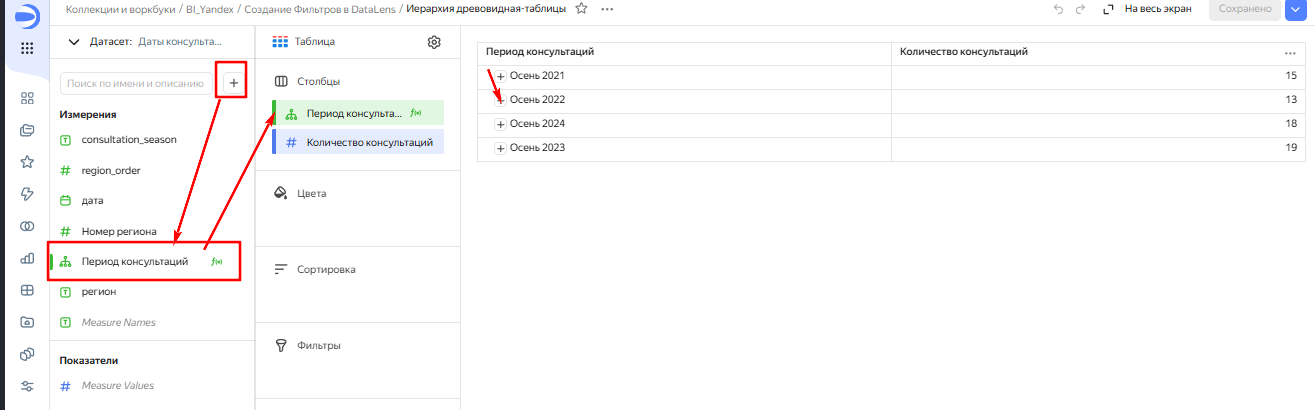 Коллекции и воркбуки / BI_Yandex / Создание Фильтров в DataLens / Иерархия древовидная-таблицы
На весь экран
Сохранено
Датасет: Даты консульта...
Таблица
Поиск по имени и описанию
+
Столбцы
Измерения
consultation_season
region_order
дата
Номер региона
Период консультаций
регион
Measure Names
Показатели
Measure Values
Период консульта...
Количество консультаций
Цвета
Сортировка
Фильтры
Период консультаций Количество консультаций
Осень 2021 15
Осень 2022 13
Осень 2024 18
Осень 2023 19